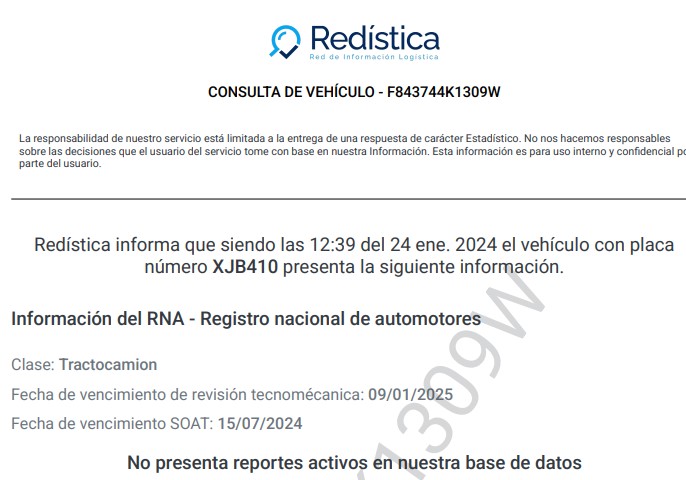 Redística
Red de Información Logística
CONSULTA DE VEHÍCULO - F843744K1309W
La responsabilidad de nuestro servicio está limitada a la entrega de una respuesta de carácter Estadístico. No nos hacemos responsables
sobre las decisiones que el usuario del servicio tome con base en nuestra Información. Esta información es para uso interno y confidencial po
parte del usuario.
Redística informa que siendo las 12:39 del 24 ene. 2024 el vehículo con placa
número XJB410 presenta la siguiente información.
Información del RNA - Registro nacional de automotores
Clase: Tractocamion
Fecha de vencimiento de revisión tecnomécanica: 09/01/2025
Fecha de vencimiento SOAT: 15/07/2024
No presenta reportes activos en nuestra base de datos
K1309W